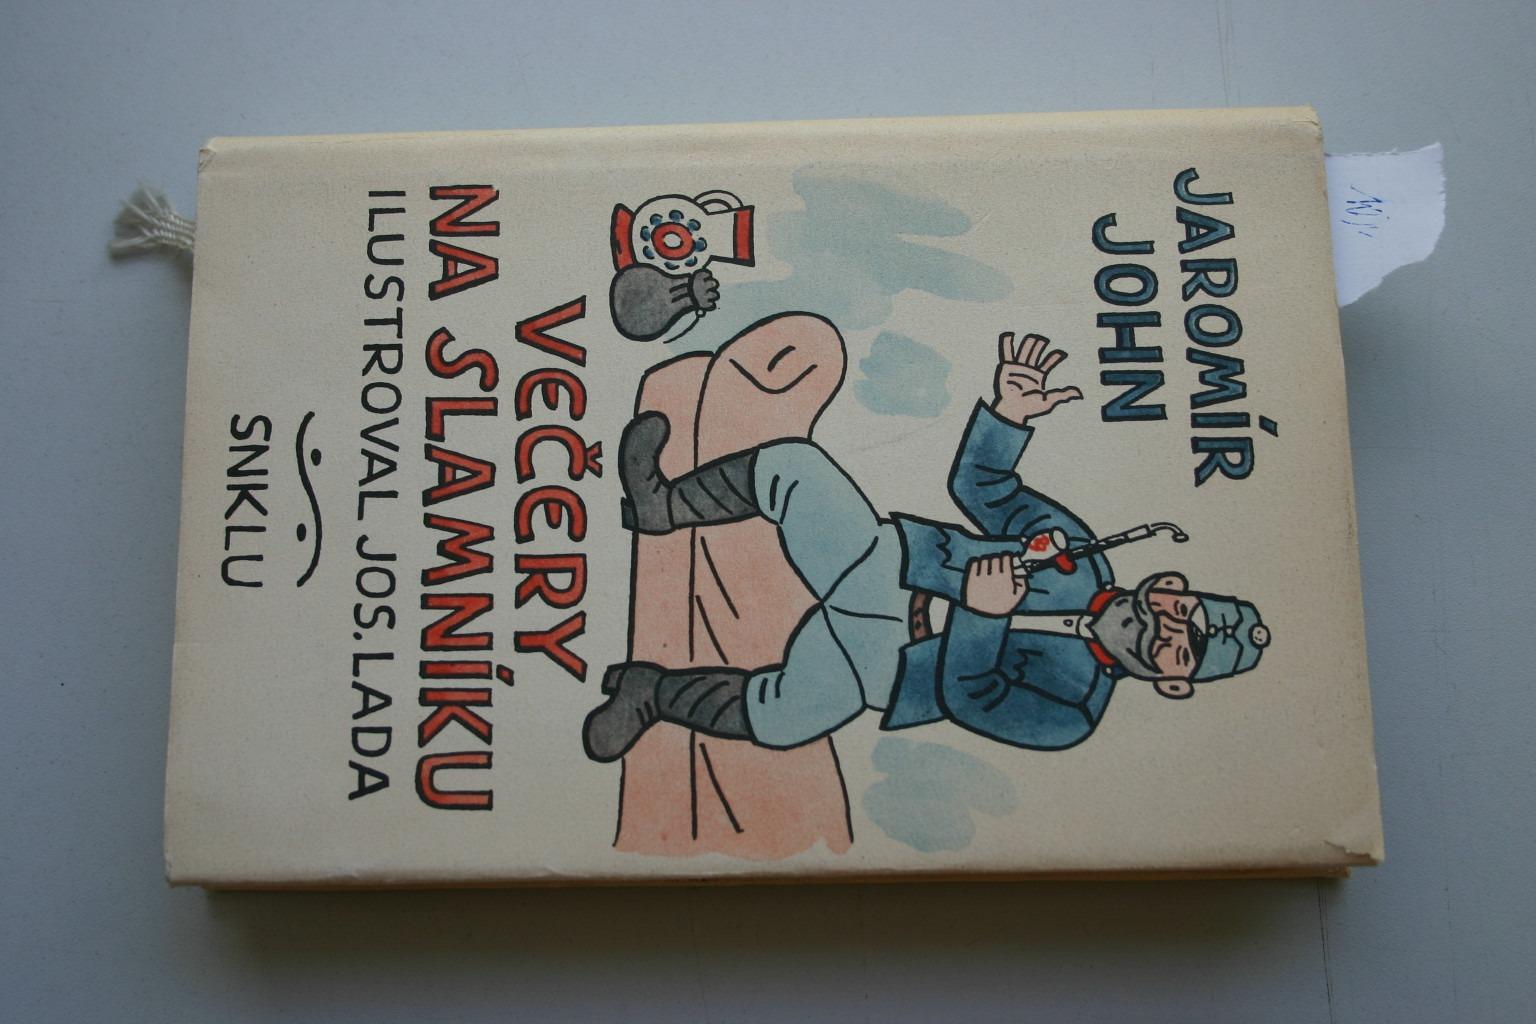 JAROMÍR
JOHN
VEČERY
NA SLAMNÍKU
ILUSTROVAL JOS. LADA
SNKLU